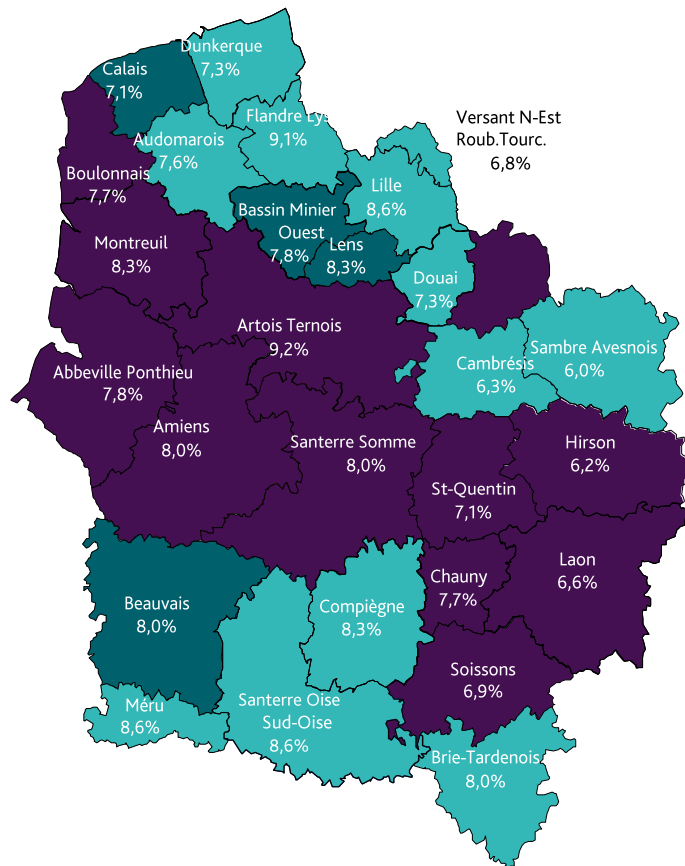 Dunkerque
7,3%
Calais
7,1%
Flandre Lys
9,1%
Versant N-Est
Roub.Tourc.
6,8%
Audomarois
7,6%
Boulonnais
7,7%
Lille
8,6%
Bassin Minier
Ouest
7,8%
Lens
8,3%
Montreuil
8,3%
Douai
7,3%
Artois Ternois
9,2%
Cambrésis
6,3%
Sambre Avesnois
6,0%
Abbeville Ponthieu
7,8%
Amiens
8,0%
Santerre Somme
8,0%
Hirson
6,2%
St-Quentin
7,1%
Laon
6,6%
Chauny
7,7%
Beauvais
8,0%
Compiègne
8,3%
Soissons
6,9%
Méru
8,6%
Santerre Oise
Sud-Oise
8,6%
Brie-Tardenois
8,0%